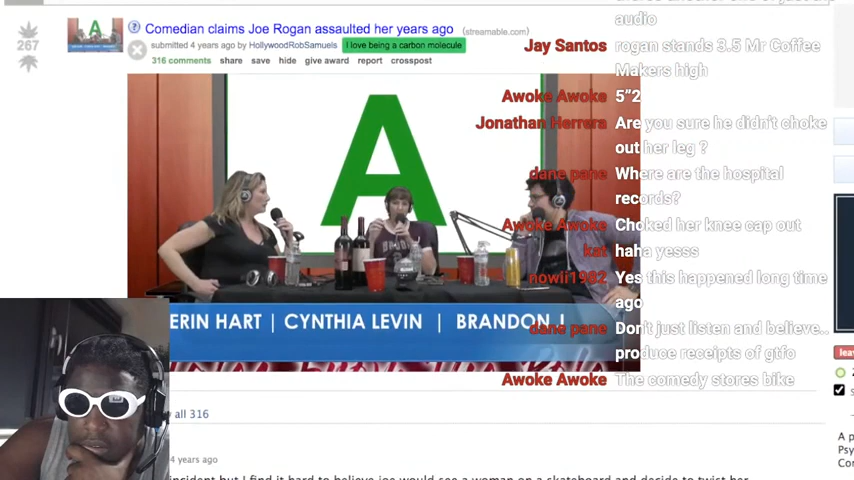 267
Comedian claims Joe Rogan assaulted her years ago (streamable.com)
submitted 4 years ago by HollywoodRobSamuels I love being a carbon molecule
316 comments share save hide give award report crosspost
A
ERIN HART | CYNTHIA LEVIN | BRANDON
all 316
4 years ago
incident but I find it hard to believe joe would see a woman on a skateboard and decide to twist her
audio
Jay Santos rogan stands 3.5 Mr Coffee
Makers high
Awoke Awoke 5”2
Jonathan Herrera Are you sure he didn't choke
out her leg ?
dane pane Where are the hospital
records?
Awoke Awoke Choked her knee cap out
kat haha yesss
nowii1982 Yes this happened long time
ago
dane pane Don't just listen and believe..
produce receipts of gtfo
Awoke Awoke The comedy stores bike
lea
A p
Psy
Cor